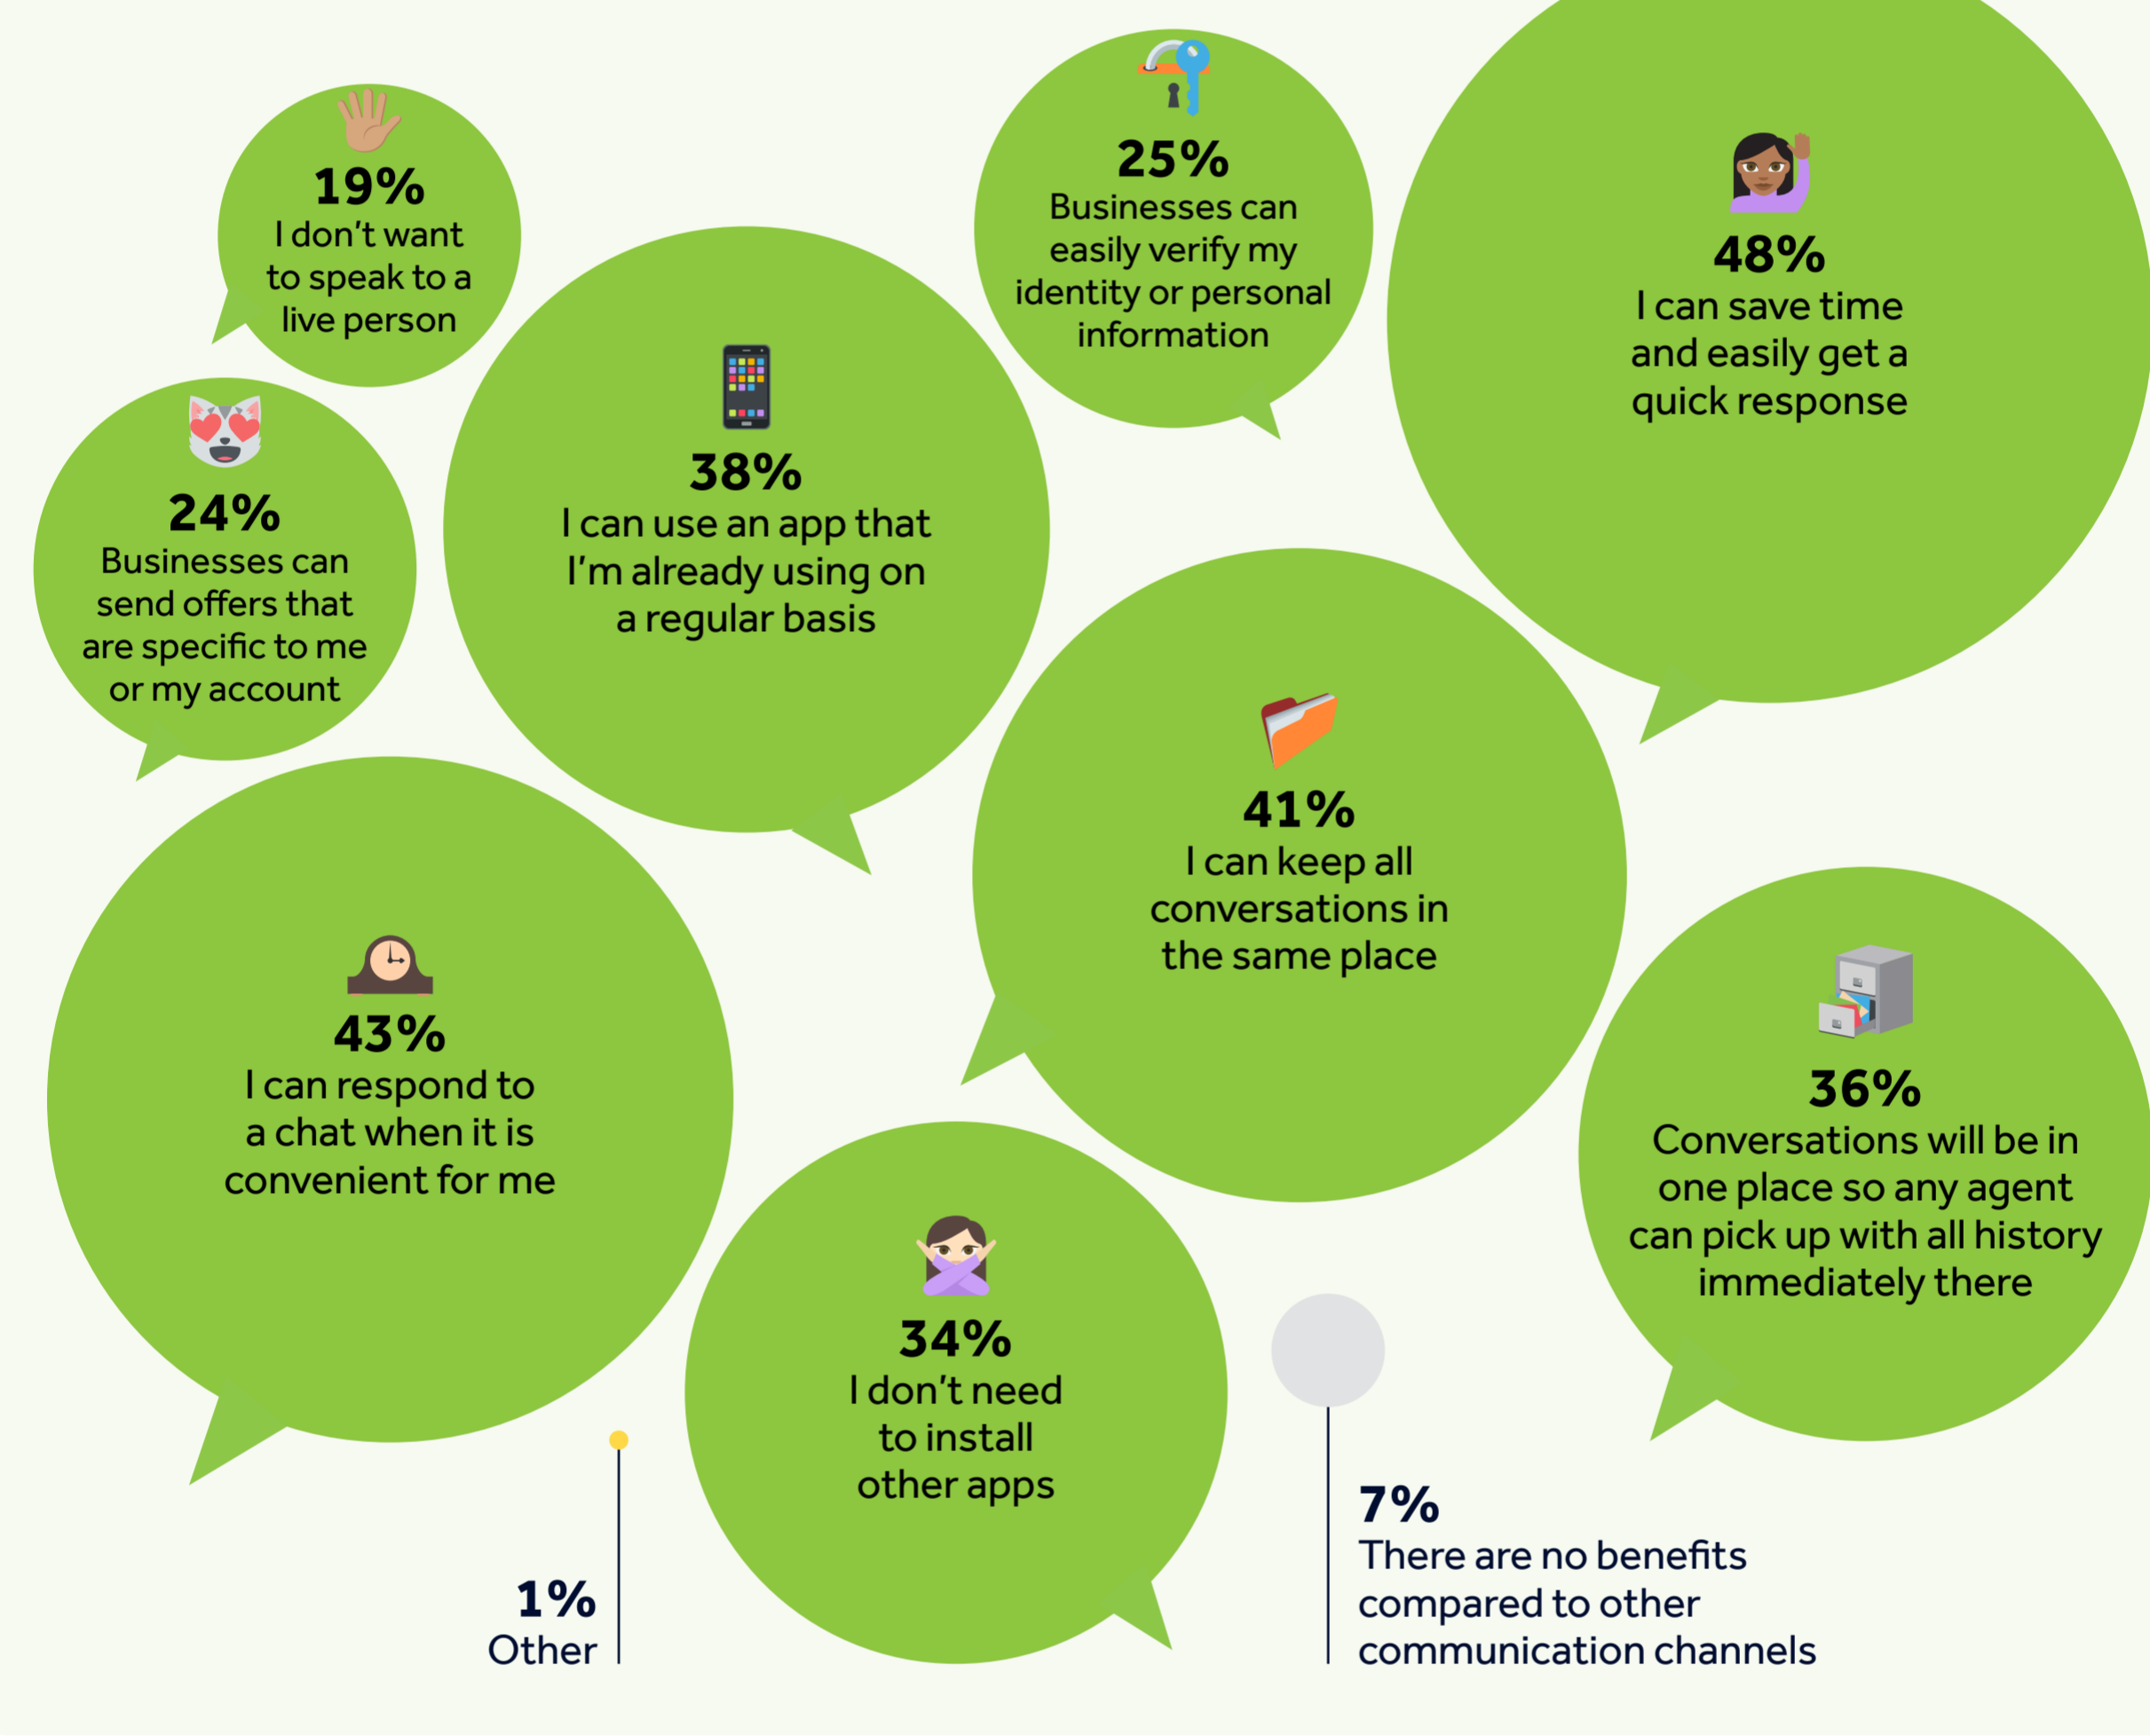 19%
I don’t want
to speak to a
live person
25%
Businesses can
easily verify my
identity or personal
information
48%
I can save time
and easily get a
quick response
24%
Businesses can
send offers that
are specific to me
or my account
38%
I can use an app that
I’m already using on
a regular basis
41%
I can keep all
conversations in
the same place
43%
I can respond to
a chat when it is
convenient for me
36%
Conversations will be in
one place so any agent
can pick up with all history
immediately there
34%
I don’t need
to install
other apps
1%
Other
7%
There are no benefits
compared to other
communication channels